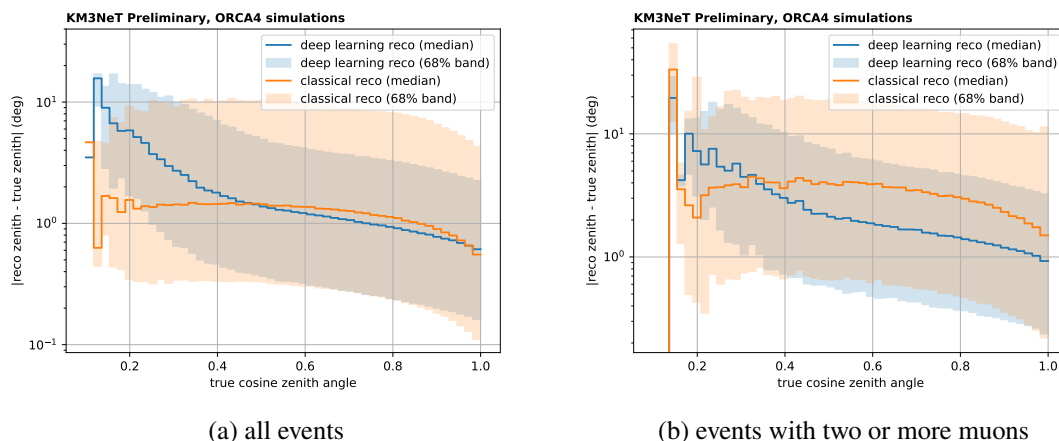 KM3NeT Preliminary, ORCA4 simulations
deep learning reco (median)
deep learning reco (68% band)
classical reco (median)
classical reco (68% band)
10¹
10⁰
10⁻¹
|reco zenith - true zenith| (deg)
0.2 0.4 0.6 0.8 1.0
true cosine zenith angle
(a) all events
KM3NeT Preliminary, ORCA4 simulations
deep learning reco (median)
deep learning reco (68% band)
classical reco (median)
classical reco (68% band)
10¹
10⁰
|reco zenith - true zenith| (deg)
0.2 0.4 0.6 0.8 1.0
true cosine zenith angle
(b) events with two or more muons